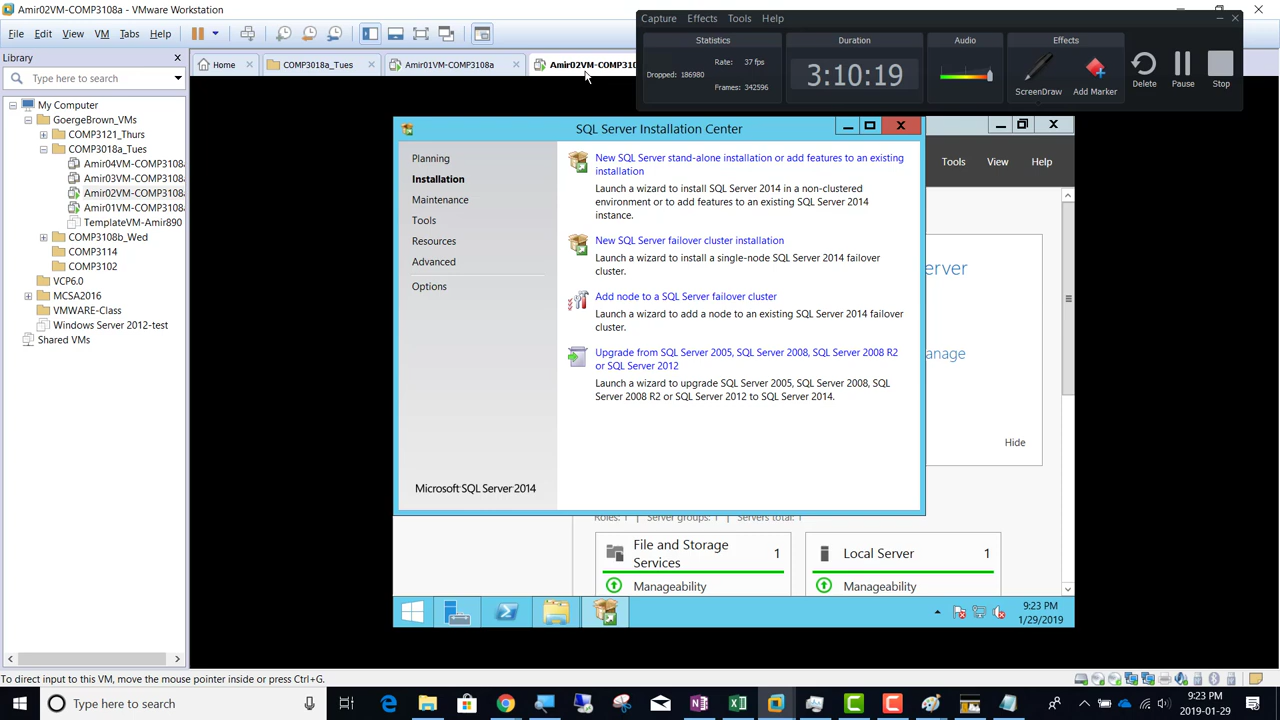 Amir02VM-COMP3108a - VMware Workstation
File Edit View VM Tabs Help
Library
Type here to search
My Computer
GoergeBrown_VMs
COMP3121_Thurs
COMP3018a_Tues
Amir04VM-COMP3108
Amir03VM-COMP3108
Amir02VM-COMP3108
Amir01VM-COMP3108
TemplateVM-Amir890
COMP3108b_Wed
COMP3114
COMP3102
VCP6.0
MCSA2016
VMWARE-Class
Windows Server 2012-test
Shared VMs
Home
COMP3018a_Tues
Amir01VM-COMP3108a
Amir02VM-COMP310
Capture Effects Tools Help
Statistics
Dropped: 186980
Rate: 37 fps
Frames: 342596
Duration
3:10:19
Audio
Effects
ScreenDraw
Add Marker
Delete
Pause
Stop
SQL Server Installation Center
Planning
Installation
Maintenance
Tools
Resources
Advanced
Options
Microsoft SQL Server 2014
New SQL Server stand-alone installation or add features to an existing
installation
Launch a wizard to install SQL Server 2014 in a non-clustered
environment or to add features to an existing SQL Server 2014
instance.
New SQL Server failover cluster installation
Launch a wizard to install a single-node SQL Server 2014 failover
cluster.
Add node to a SQL Server failover cluster
Launch a wizard to add a node to an existing SQL Server 2014 failover
cluster.
Upgrade from SQL Server 2005, SQL Server 2008, SQL Server 2008 R2
or SQL Server 2012
Launch a wizard to upgrade SQL Server 2005, SQL Server 2008, SQL
Server 2008 R2 or SQL Server 2012 to SQL Server 2014.
Tools View Help
erver
anage
Hide
Roles: 1 | Server groups: 1 | Servers total: 1
File and Storage
Services
1
Manageability
Local Server 1
Manageability
9:23 PM
1/29/2019
To direct input to this VM, move the mouse pointer inside or press Ctrl+G.
Type here to search
9:23 PM
2019-01-29